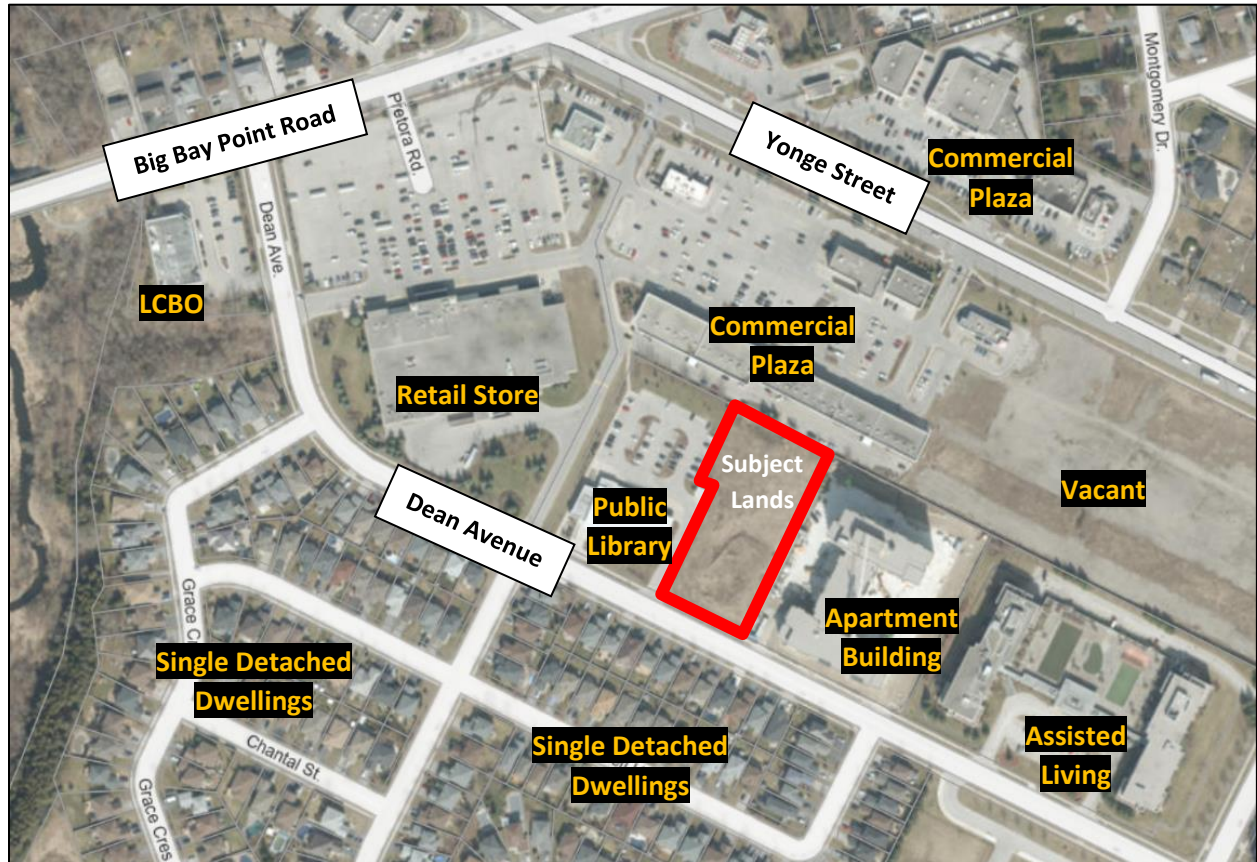 Big Bay Point Road
Pretora Rd.
Yonge Street
Montgomery Dr.
Commercial
Plaza
Dean Ave.
LCBO
Commercial
Plaza
Retail Store
Subject
Lands
Vacant
Public
Library
Dean Avenue
Apartment
Building
Grace Cr
Single Detached
Dwellings
Chantal St.
Single Detached
Dwellings
Assisted
Living
Grace Cres